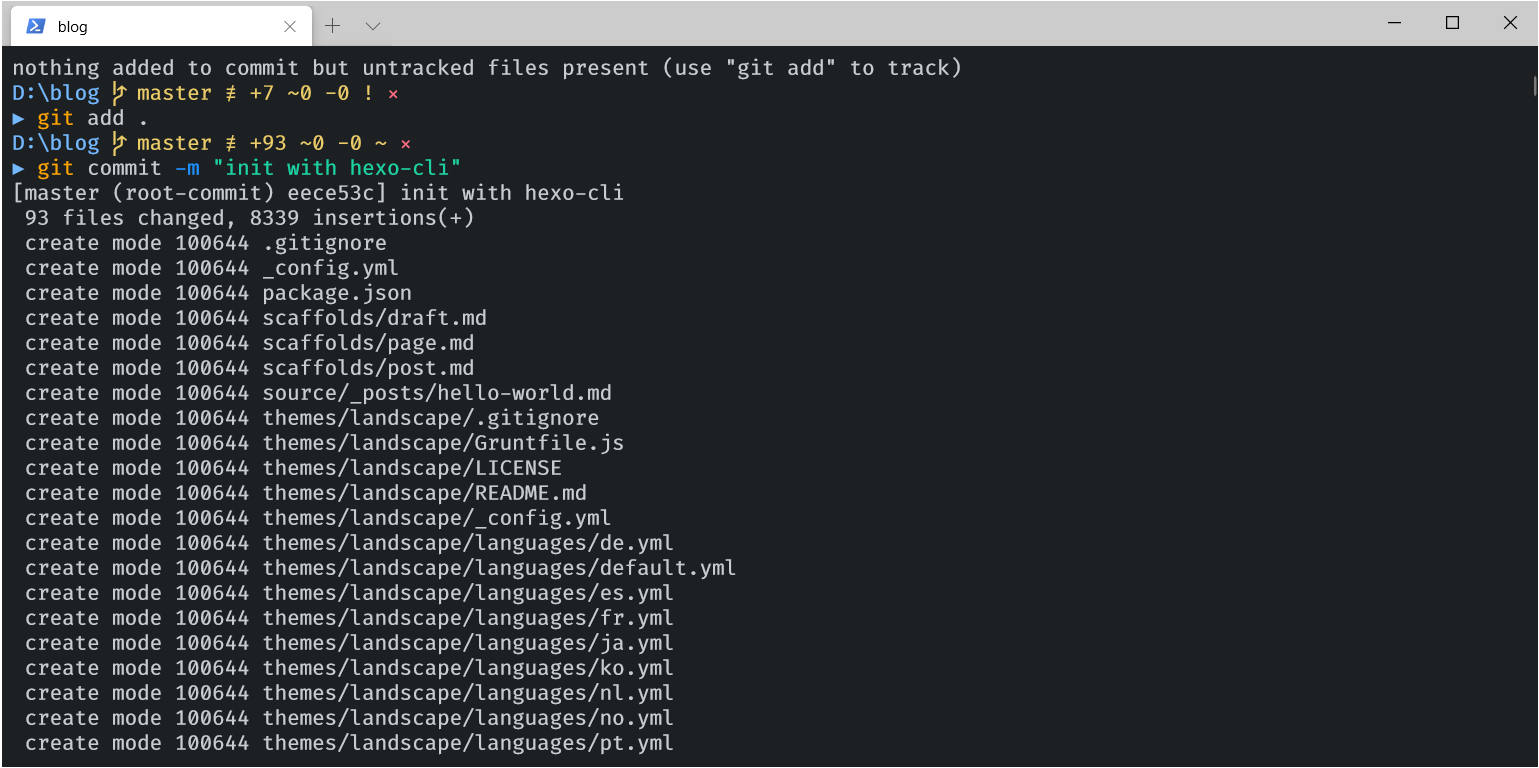 blog
nothing added to commit but untracked files present (use "git add" to track)
D:\blog master ≢ +7 ~0 -0 ! ×
► git add .
D:\blog master ≢ +93 ~0 -0 ~ ×
► git commit -m "init with hexo-cli"
[master (root-commit) eece53c] init with hexo-cli
 93 files changed, 8339 insertions(+)
 create mode 100644 .gitignore
 create mode 100644 _config.yml
 create mode 100644 package.json
 create mode 100644 scaffolds/draft.md
 create mode 100644 scaffolds/page.md
 create mode 100644 scaffolds/post.md
 create mode 100644 source/_posts/hello-world.md
 create mode 100644 themes/landscape/.gitignore
 create mode 100644 themes/landscape/Gruntfile.js
 create mode 100644 themes/landscape/LICENSE
 create mode 100644 themes/landscape/README.md
 create mode 100644 themes/landscape/_config.yml
 create mode 100644 themes/landscape/languages/de.yml
 create mode 100644 themes/landscape/languages/default.yml
 create mode 100644 themes/landscape/languages/es.yml
 create mode 100644 themes/landscape/languages/fr.yml
 create mode 100644 themes/landscape/languages/ja.yml
 create mode 100644 themes/landscape/languages/ko.yml
 create mode 100644 themes/landscape/languages/nl.yml
 create mode 100644 themes/landscape/languages/no.yml
 create mode 100644 themes/landscape/languages/pt.yml